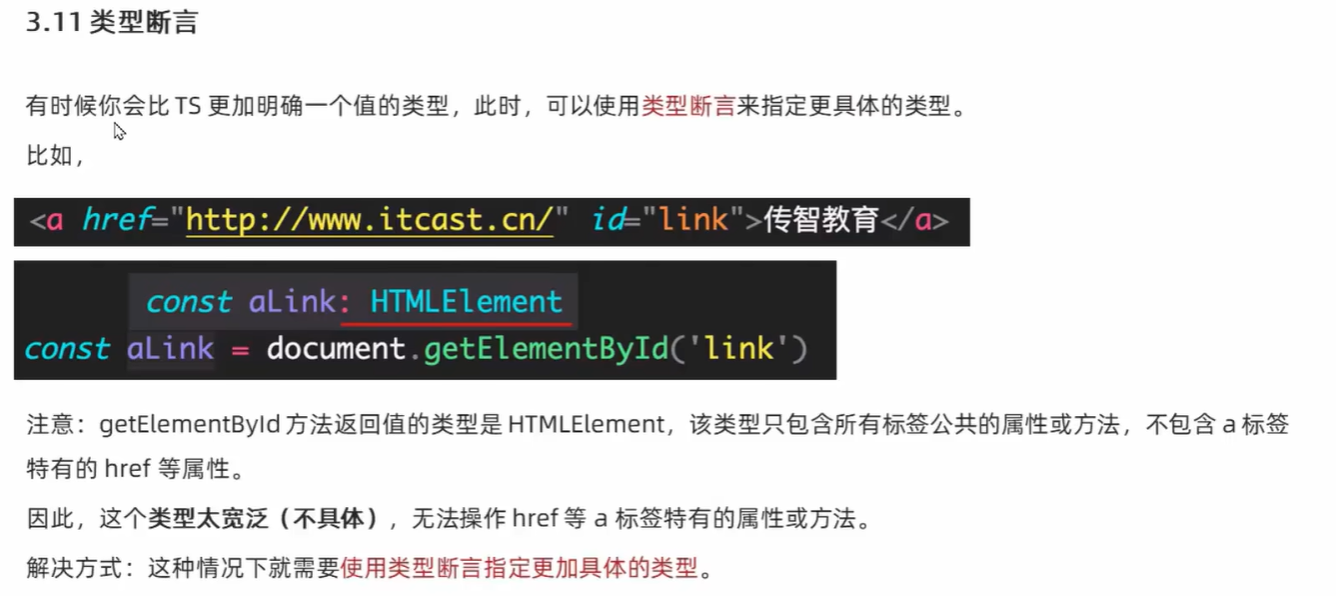 3.11 类型断言
有时候你会比 TS 更加明确一个值的类型，此时，可以使用类型断言来指定更具体的类型。
比如，
<a href="http://www.itcast.cn/" id="link">传智教育</a>
const aLink: HTMLElement
const aLink = document.getElementById('link')
注意：getElementById 方法返回值的类型是 HTMLElement，该类型只包含所有标签公共的属性或方法，不包含 a 标签
特有的 href 等属性。
因此，这个类型太宽泛（不具体），无法操作 href 等 a 标签特有的属性或方法。
解决方式：这种情况下就需要使用类型断言指定更加具体的类型。